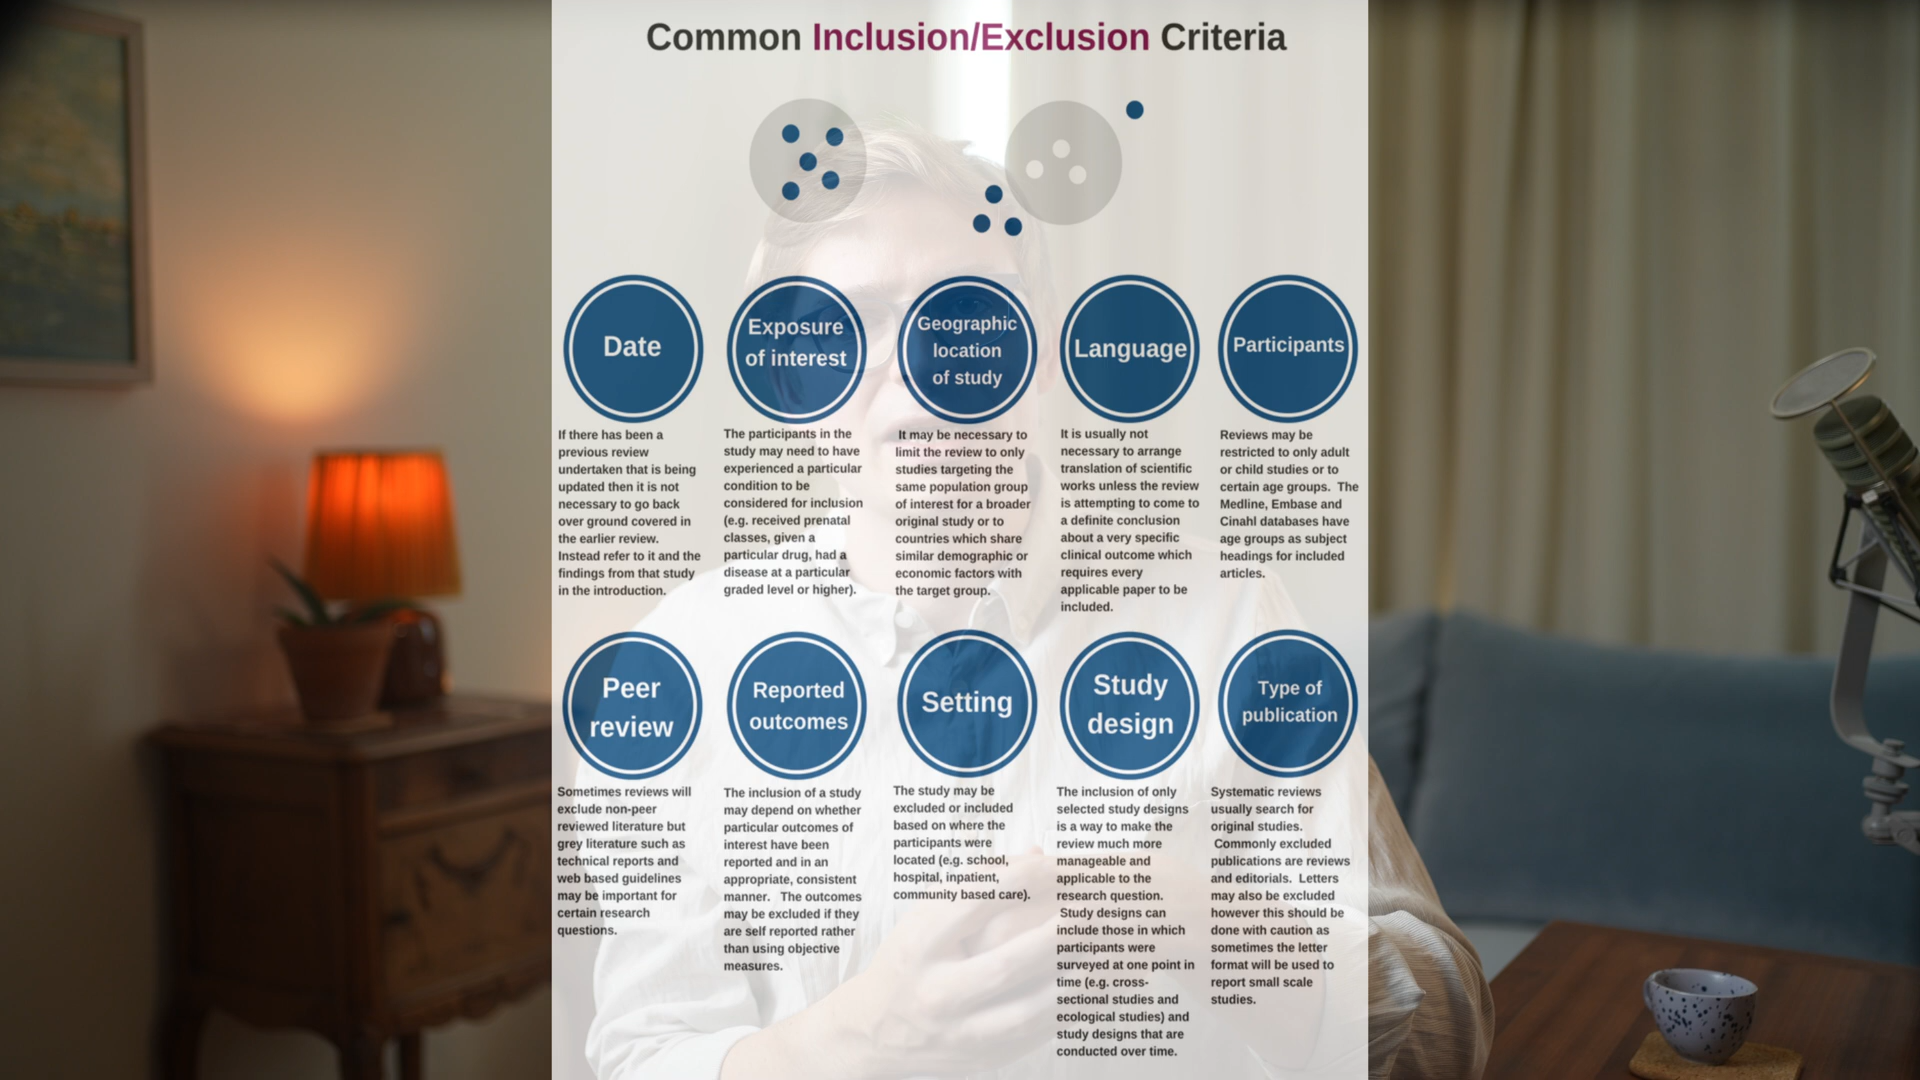 Common Inclusion/Exclusion Criteria
Date
Exposure
of interest
Geographic
location
of study
Language
Participants
If there has been a
previous review
undertaken that is being
updated then it is not
necessary to go back
over ground covered in
the earlier review.
Instead refer to it and the
findings from that study
in the introduction.
The participants in the
study may need to have
experienced a particular
condition to be
considered for inclusion
(e.g. received prenatal
classes, given a
particular drug, had a
disease at a particular
graded level or higher).
It may be necessary to
limit the review to only
studies targeting the
same population group
of interest for a broader
original study or to
countries which share
similar demographic or
economic factors with
the target group.
It is usually not
necessary to arrange
translation of scientific
works unless the review
is attempting to come to
a definite conclusion
about a very specific
clinical outcome which
requires every
applicable paper to be
included.
Reviews may be
restricted to only adult
or child studies or to
certain age groups. The
Medline, Embase and
Cinahl databases have
age groups as subject
headings for included
articles.
Peer
review
Reported
outcomes
Setting
Study
design
Type of
publication
Sometimes reviews will
exclude non-peer
reviewed literature but
grey literature such as
technical reports and
web based guidelines
may be important for
certain research
questions.
The inclusion of a study
may depend on whether
particular outcomes of
interest have been
reported and in an
appropriate, consistent
manner. The outcomes
may be excluded if they
are self reported rather
than using objective
measures.
The study may be
excluded or included
based on where the
participants were
located (e.g. school,
hospital, inpatient,
community based care).
The inclusion of only
selected study designs
is a way to make the
review much more
manageable and
applicable to the
research question.
Study designs can
include those in which
participants were
surveyed at one point in
time (e.g. cross-
sectional studies and
ecological studies) and
study designs that are
conducted over time.
Systematic reviews
usually search for
original studies.
Commonly excluded
publications are reviews
and editorials. Letters
may also be excluded
however this should be
done with caution as
sometimes the letter
format will be used to
report small scale
studies.